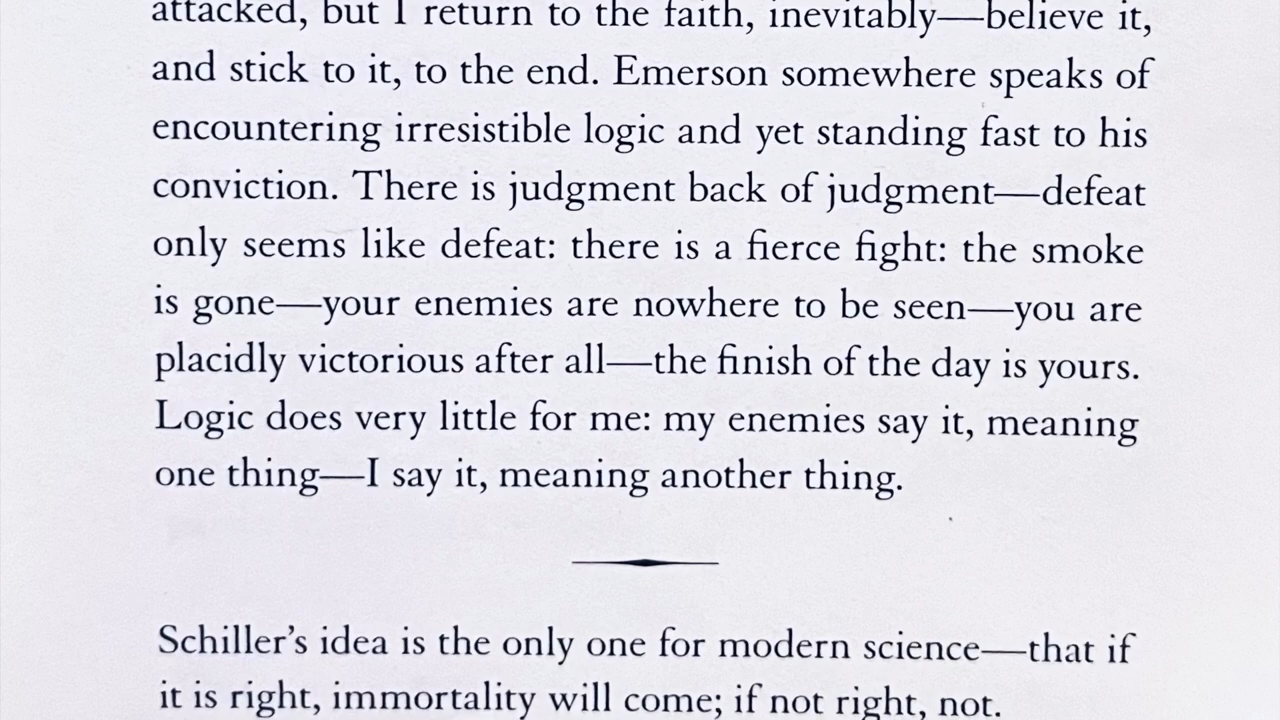 attacked, but I return to the faith, inevitably—believe it,
and stick to it, to the end. Emerson somewhere speaks of
encountering irresistible logic and yet standing fast to his
conviction. There is judgment back of judgment—defeat
only seems like defeat: there is a fierce fight: the smoke
is gone—your enemies are nowhere to be seen—you are
placidly victorious after all—the finish of the day is yours.
Logic does very little for me: my enemies say it, meaning
one thing—I say it, meaning another thing.
Schiller’s idea is the only one for modern science—that if
it is right, immortality will come; if not right, not.